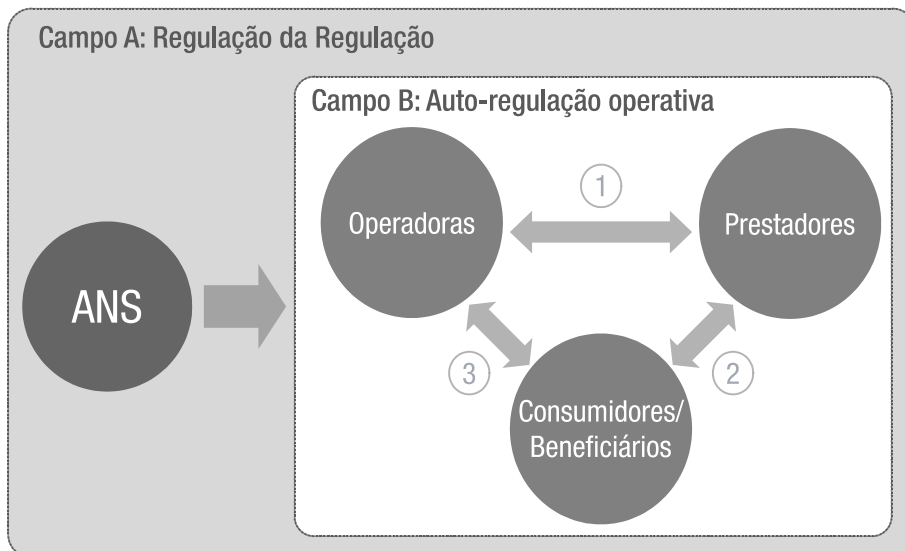 Campo A: Regulação da Regulação
Campo B: Auto-regulação operativa
Operadoras
1
Prestadores
ANS
3
2
Consumidores/
Beneficiários